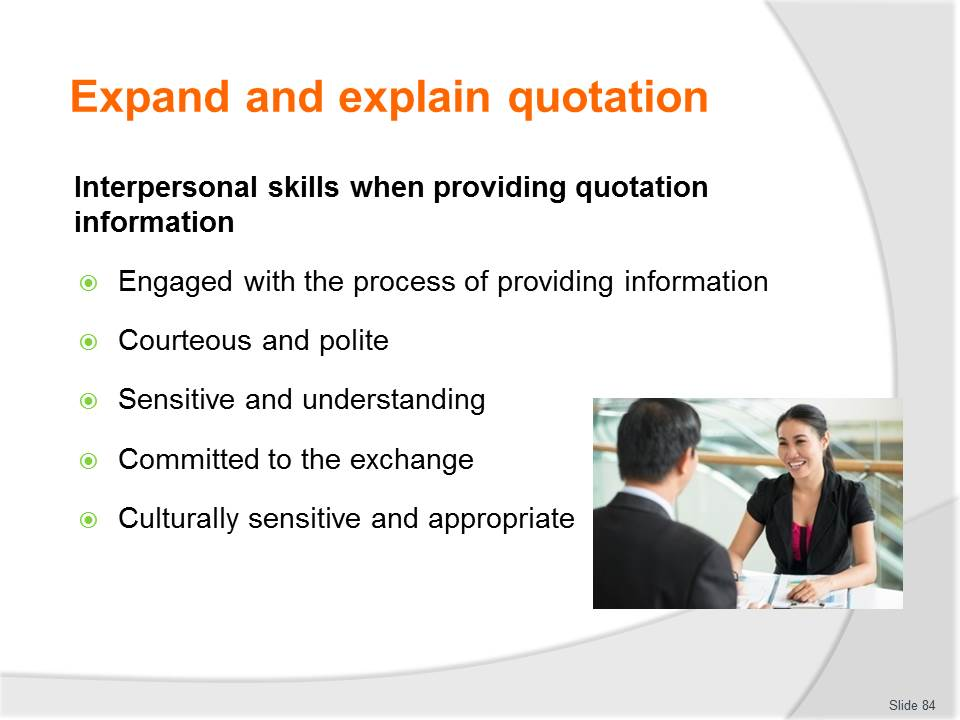 Expand and explain quotation
Interpersonal skills when providing quotation
information
Engaged with the process of providing information
Courteous and polite
Sensitive and understanding
Committed to the exchange
Culturally sensitive and appropriate
Slide 84